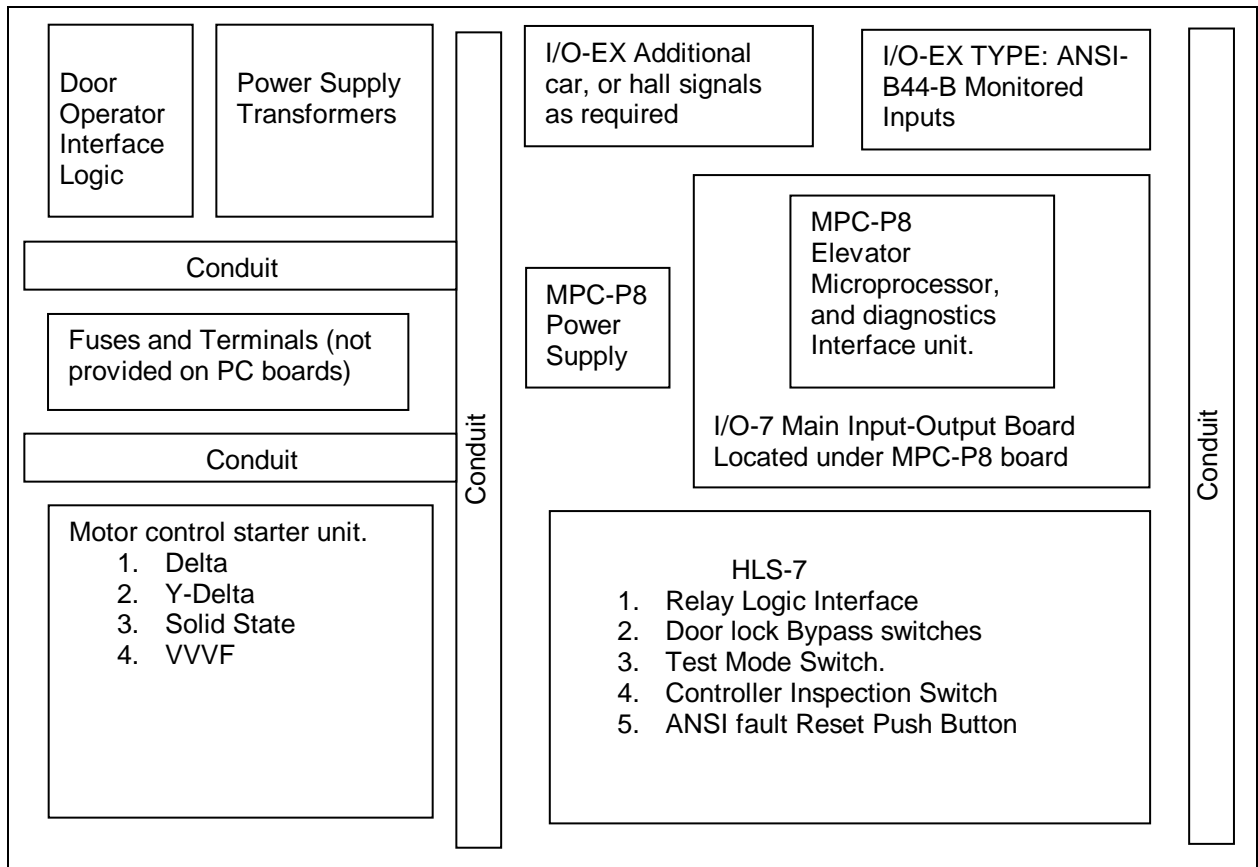 Door
Operator
Interface
Logic
Power Supply
Transformers
I/O-EX Additional
car, or hall signals
as required
I/O-EX TYPE: ANSI-
B44-B Monitored
Inputs
Conduit
MPC-P8
Power
Supply
MPC-P8
Elevator
Microprocessor,
and diagnostics
Interface unit.
I/O-7 Main Input-Output Board
Located under MPC-P8 board
Fuses and Terminals (not
provided on PC boards)
Conduit
Conduit
Conduit
Motor control starter unit.
1. Delta
2. Y-Delta
3. Solid State
4. VVVF
HLS-7
1. Relay Logic Interface
2. Door lock Bypass switches
3. Test Mode Switch.
4. Controller Inspection Switch
5. ANSI fault Reset Push Button